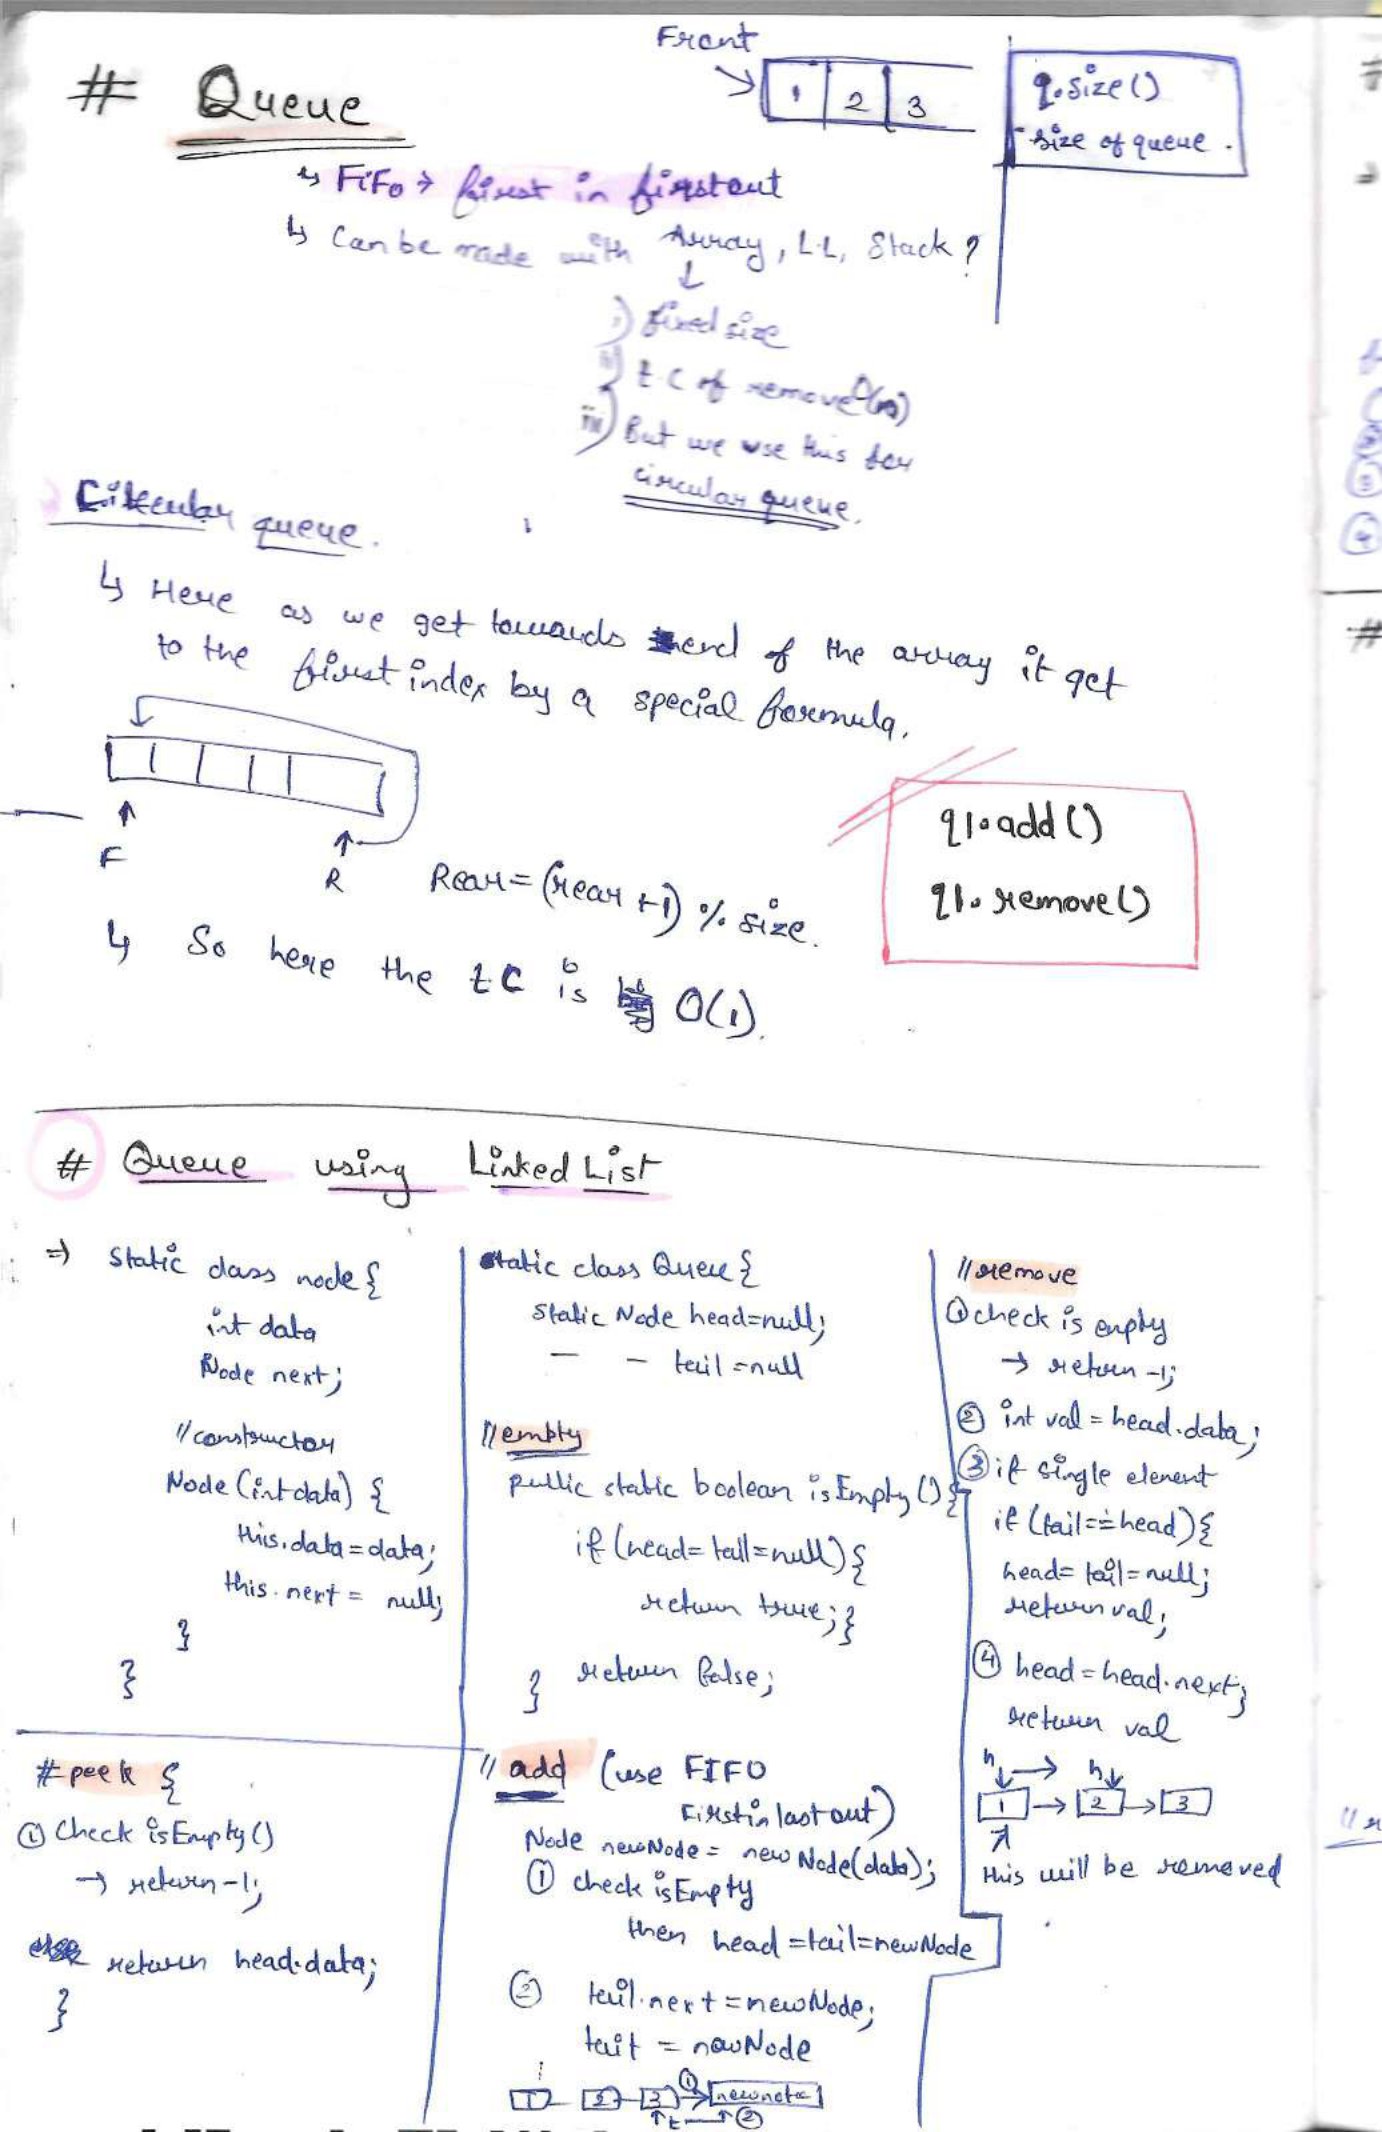 Front
1 2 3
q.size()
- size of queue.
# Queue
↳ FiFo → first in firstout
↳ Can be made with Array, L.L, Stack?
↓
i) fixed size
ii) t.C of remove O(n)
iii) But we use this for
circular queue.
Circular queue.
↳ Here as we get towards end of the array it get
to the first index by a special formula.
F
R
Rear = (rear +1) % size.
↳ So here the t.C is O(1).
q1.add()
q1.remove()
# Queue using Linked List
⇒ Static class node{
int data
Node next;
//constructor
Node (int data) {
this.data = data;
this.next = null;
}
}
#peek {
① Check isEmpty()
→ return -1;
return head.data;
}
static class Queue {
static Node head=null;
— — tail = null
//empty
public static boolean isEmpty () {
if (head= tail=null){
return true;}
return false;
}
// add (use FIFO
First in last out)
Node newNode = new Node(data);
① check isEmpty
then head =tail=newNode
② tail.next = newNode;
tail = newNode
1 2 3 ① newnote
t ②
//remove
① check is empty
→ return -1;
② int val = head.data;
③ if single element
if (tail==head){
head= tail=null;
return val;
④ head = head.next;
return val
h → h
1 → 2 → 3
this will be removed